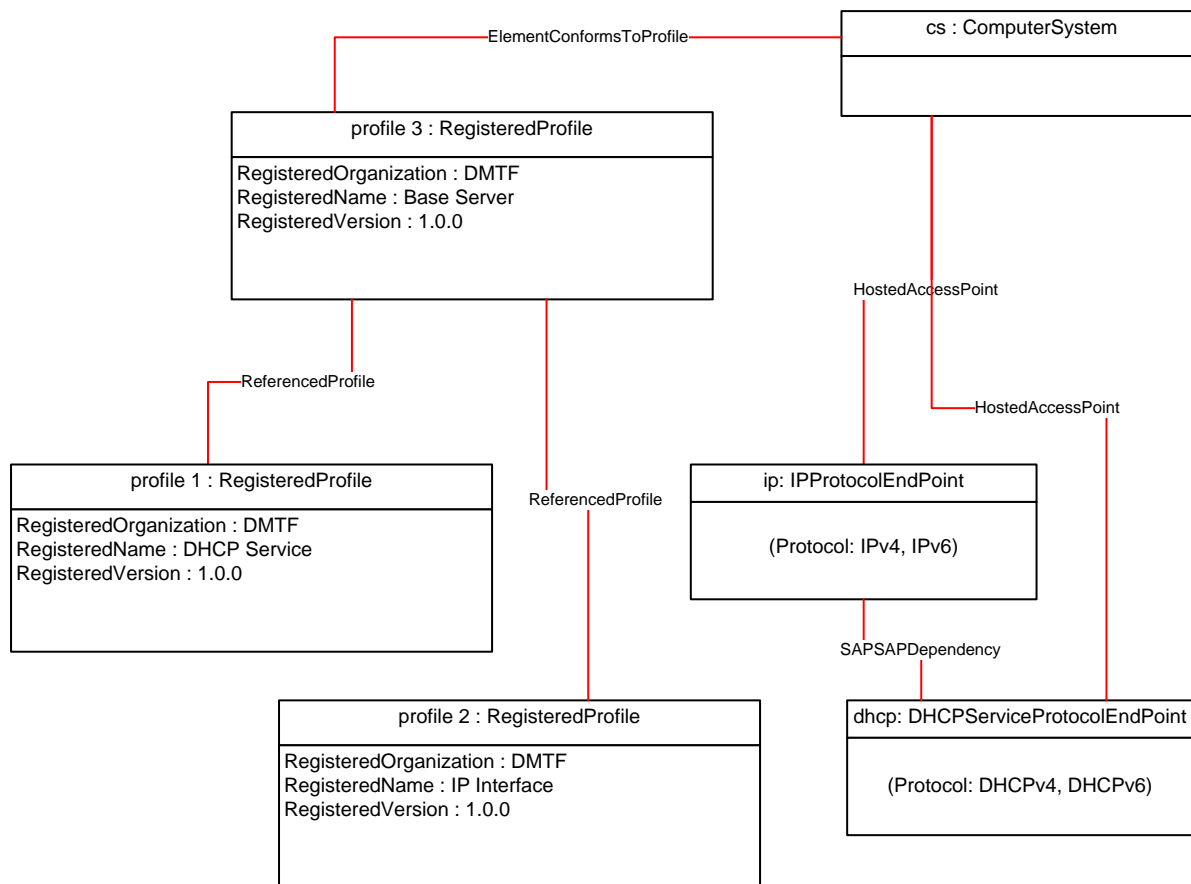 ElementConformsToProfile
cs : ComputerSystem
profile 3 : RegisteredProfile
RegisteredOrganization : DMTF
RegisteredName : Base Server
RegisteredVersion : 1.0.0
HostedAccessPoint
ReferencedProfile
HostedAccessPoint
profile 1 : RegisteredProfile
RegisteredOrganization : DMTF
RegisteredName : DHCP Service
RegisteredVersion : 1.0.0
ReferencedProfile
ip: IPProtocolEndPoint
(Protocol: IPv4, IPv6)
SAPSAPDependency
profile 2 : RegisteredProfile
RegisteredOrganization : DMTF
RegisteredName : IP Interface
RegisteredVersion : 1.0.0
dhcp: DHCPServiceProtocolEndPoint
(Protocol: DHCPv4, DHCPv6)